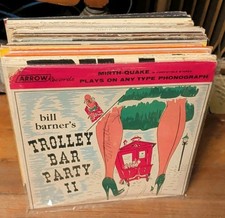 ARROW
MIRTH-QUAKE
PLAYS ON ANY TYPE PHONOGRAPH
bill
barner's
TROLLEY
BAR
PARTY
II